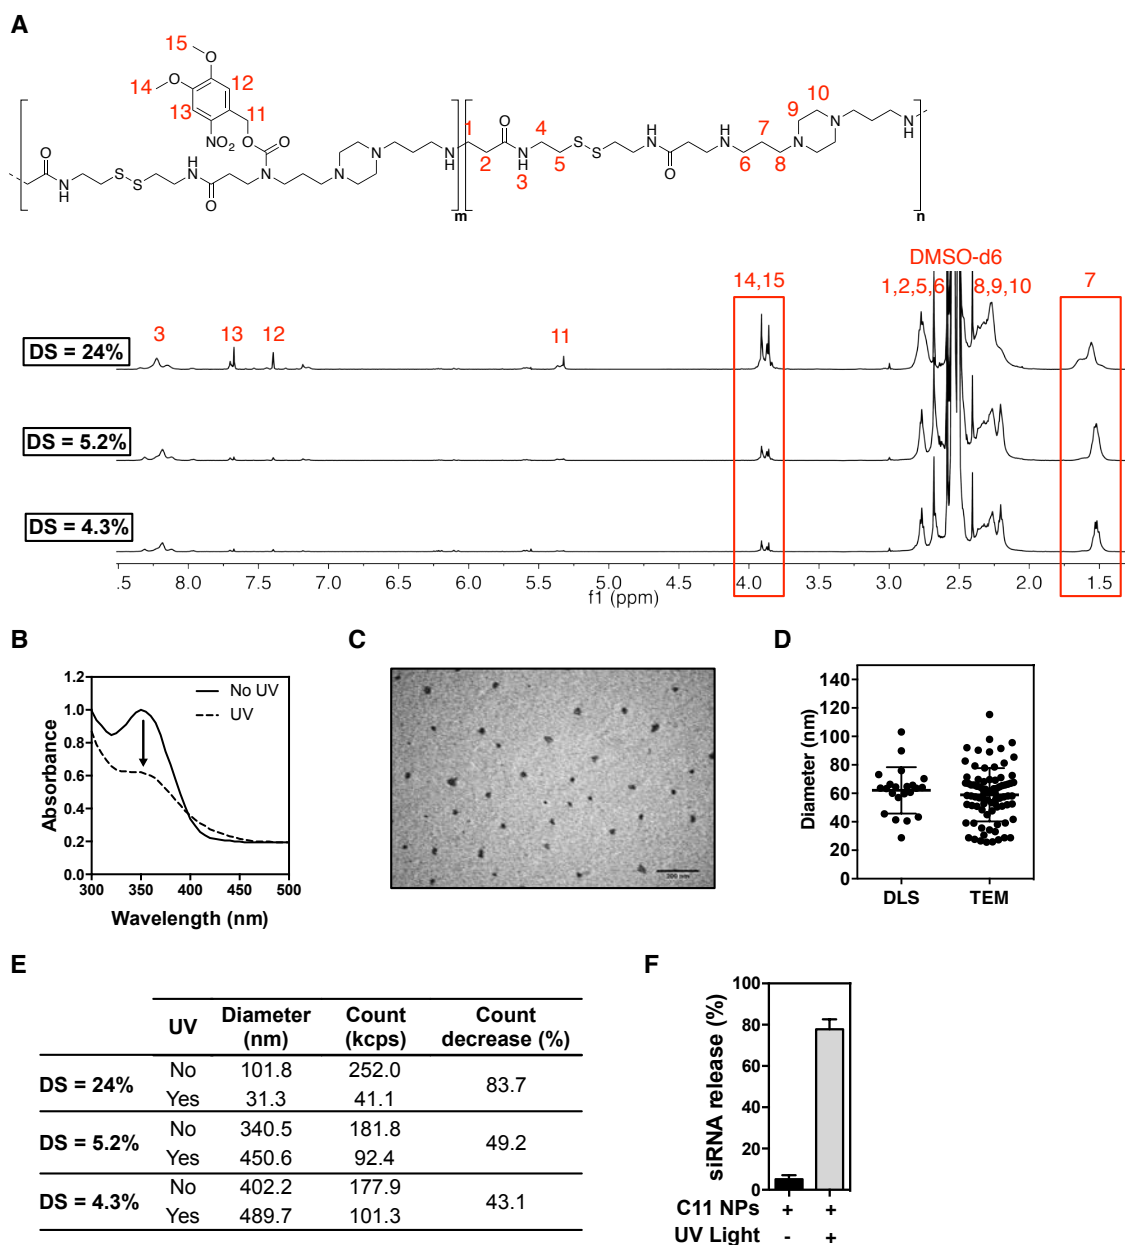 A
15
O
14
O
12
13
11
NO₂
O
O
O
N
H
S
S
H
N
O
N
N
N
H
N
m
1
2
O
N
H
3
4
5
S
S
H
N
O
H
N
6
7
8
9
10
N
N
H
N
n
DMSO-d6
14,15
1,2,5,6
8,9,10
7
3
13
12
11
DS = 24%
DS = 5.2%
DS = 4.3%
.5 8.0 7.5 7.0 6.5 6.0 5.5 5.0 4.5 4.0 3.5 3.0 2.5 2.0 1.5
f1 (ppm)
B
1.2
1.0
0.8
0.6
0.4
0.2
0.0
Absorbance
No UV
UV
300 350 400 450 500
Wavelength (nm)
C
200 nm
D
140
120
100
80
60
40
20
0
Diameter (nm)
DLS TEM
E
UV Diameter (nm) Count (kcps) Count decrease (%)
DS = 24% No 101.8 252.0 83.7
Yes 31.3 41.1
DS = 5.2% No 340.5 181.8 49.2
Yes 450.6 92.4
DS = 4.3% No 402.2 177.9 43.1
Yes 489.7 101.3
F
100
80
60
40
20
0
siRNA release (%)
C11 NPs + +
UV Light - +